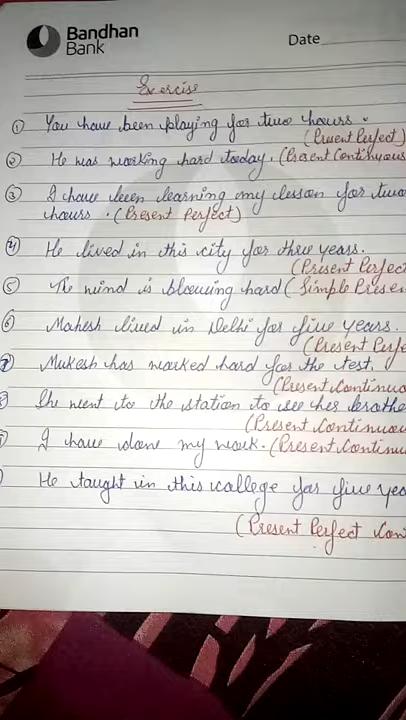 Bandhan
Bank
Date
Exercise
① You have been playing for two hours.
(Present Perfect)
② He was working hard today. (Present Continuous
③ I have been learning my lesson for two
hours. (Present Perfect)
④ He lived in this city for three years.
(Present Perfect
⑤ The wind is blowing hard (Simple Presen
⑥ Mahesh lived in Delhi for five years.
(Present Perfe
⑦ Mukesh has worked hard for the test.
(Present Continuo
She went to the station to see her brothe
(Present Continuou
I have done my work. (Present Continu
He taught in this college for five yea
(Present Perfect Con